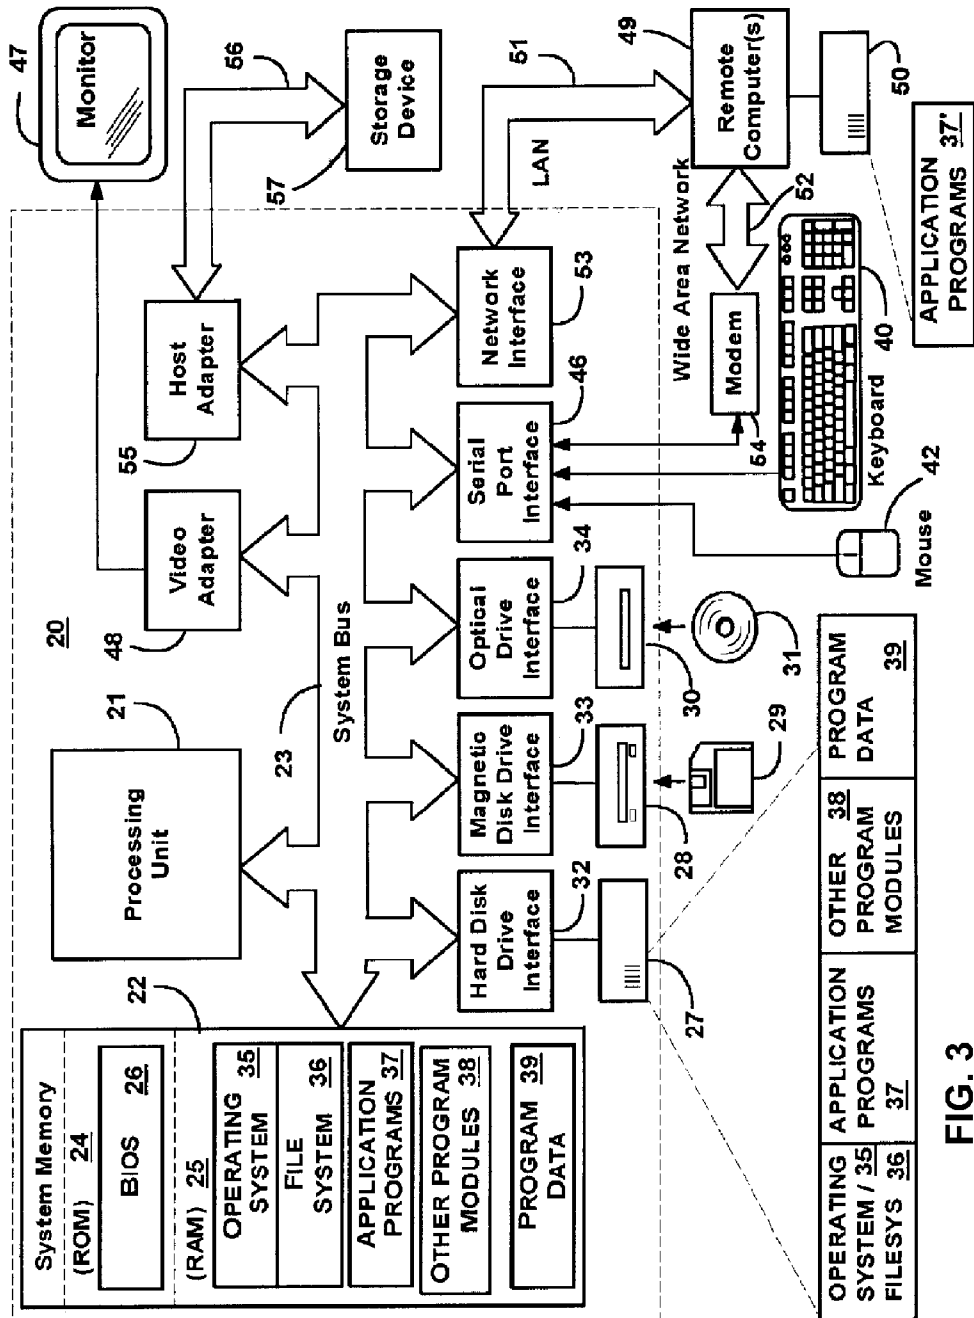 System Memory
(ROM) 24
BIOS 26
(RAM) 25
OPERATING
SYSTEM 35
FILE
SYSTEM 36
APPLICATION
PROGRAMS 37
OTHER PROGRAM
MODULES 38
PROGRAM
DATA 39
22
Processing
Unit
21
20
Video
Adapter
48
Host
Adapter
55
Monitor
47
56
Storage
Device
57
23
System Bus
Hard Disk
Drive
Interface
32
Magnetic
Disk Drive
Interface
33
Optical
Drive
Interface
34
Serial
Port
Interface
46
Network
Interface
53
LAN
51
27
28
29
30
31
Wide Area Network
52
Modem
54
Remote
Computer(s)
49
50
Keyboard
40
Mouse
42
APPLICATION
PROGRAMS 37'
OPERATING
SYSTEM / 35
FILESYS 36
APPLICATION
PROGRAMS
37
OTHER 38
PROGRAM
MODULES
PROGRAM
DATA 39
FIG. 3